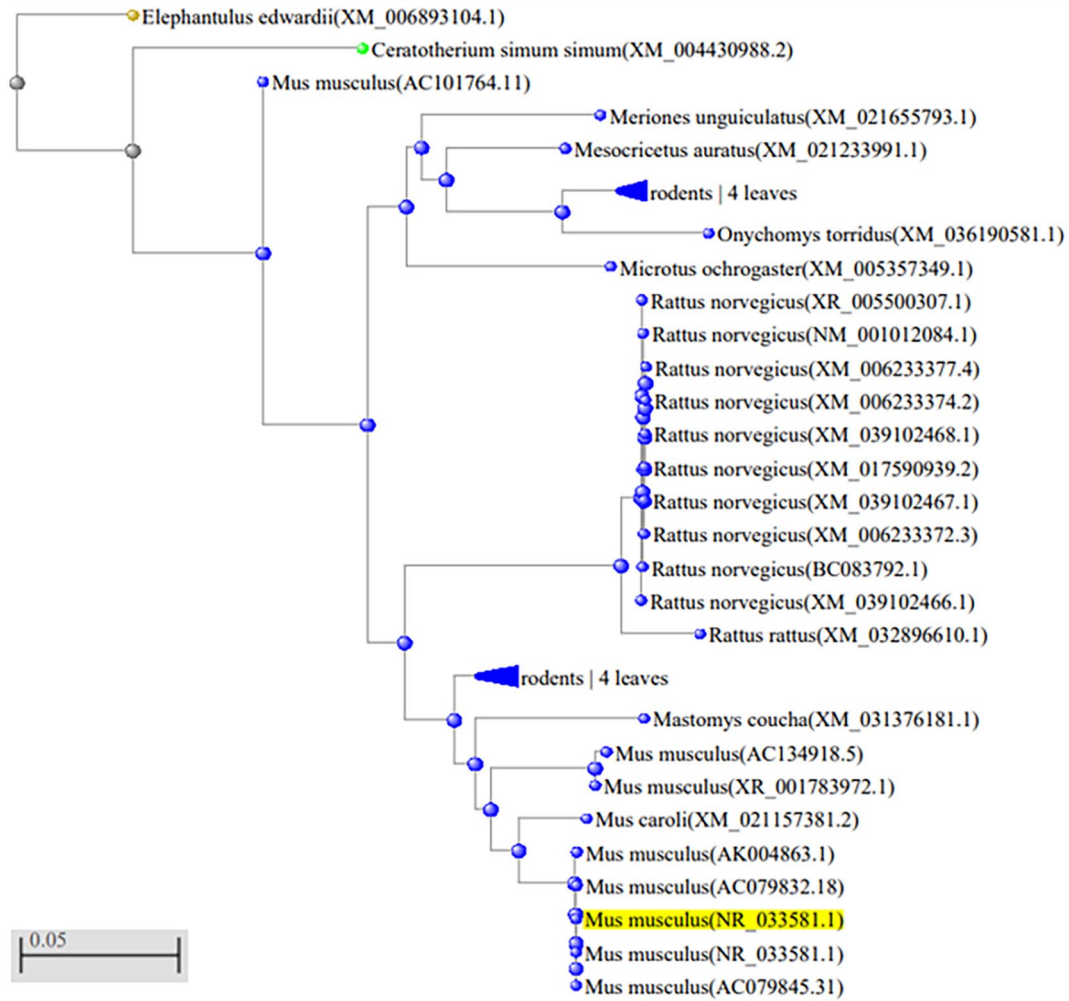 Elephantulus edwardii(XM_006893104.1)
Ceratotherium simum simum(XM_004430988.2)
Mus musculus(AC101764.11)
Meriones unguiculatus(XM_021655793.1)
Mesocricetus auratus(XM_021233991.1)
rodents | 4 leaves
Onychomys torridus(XM_036190581.1)
Microtus ochrogaster(XM_005357349.1)
Rattus norvegicus(XR_005500307.1)
Rattus norvegicus(NM_001012084.1)
Rattus norvegicus(XM_006233377.4)
Rattus norvegicus(XM_006233374.2)
Rattus norvegicus(XM_039102468.1)
Rattus norvegicus(XM_017590939.2)
Rattus norvegicus(XM_039102467.1)
Rattus norvegicus(XM_006233372.3)
Rattus norvegicus(BC083792.1)
Rattus norvegicus(XM_039102466.1)
Rattus rattus(XM_032896610.1)
rodents | 4 leaves
Mastomys coucha(XM_031376181.1)
Mus musculus(AC134918.5)
Mus musculus(XR_001783972.1)
Mus caroli(XM_021157381.2)
Mus musculus(AK004863.1)
Mus musculus(AC079832.18)
Mus musculus(NR_033581.1)
Mus musculus(NR_033581.1)
Mus musculus(AC079845.31)
0.05